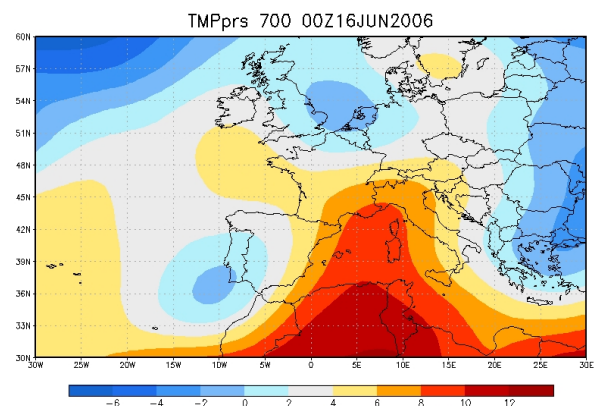 TMPprs 700 00Z16JUN2006
60N
57N
54N
51N
48N
45N
42N
39N
36N
33N
30N
30W 25W 20W 15W 10W 5W 0 5E 10E 15E 20E 25E 30E
-6 -4 -2 0 2 4 6 8 10 12